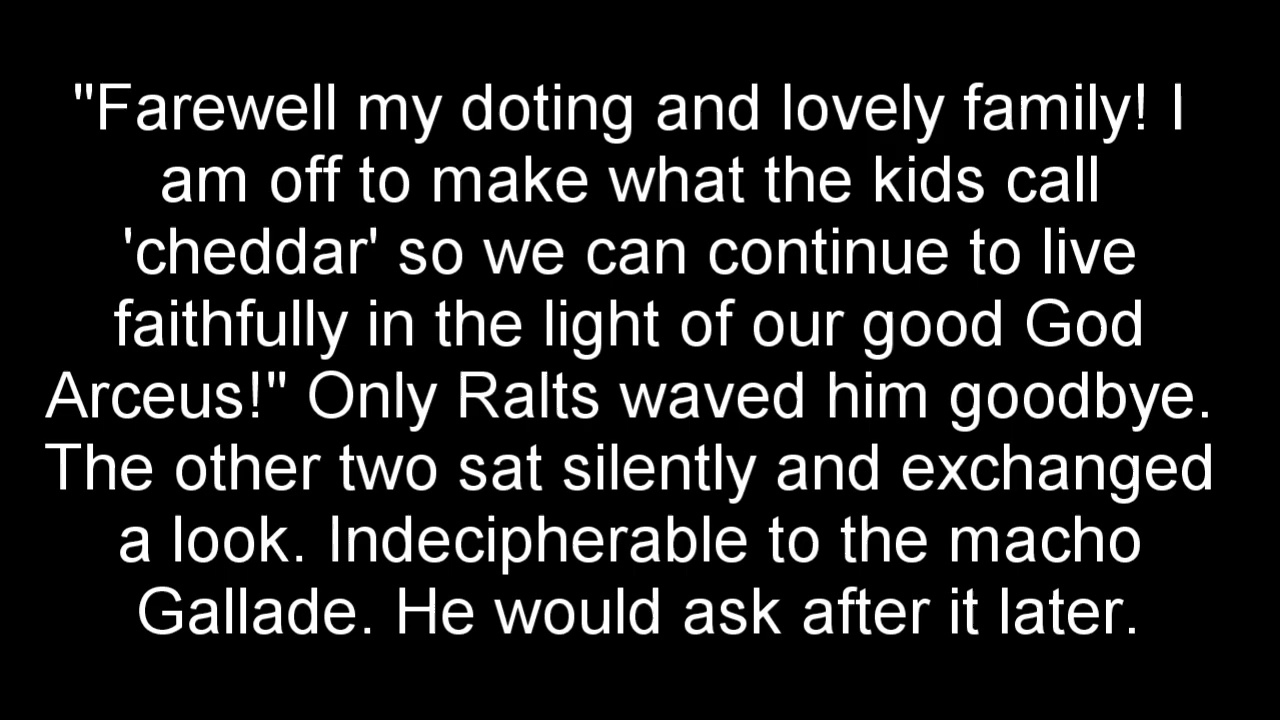 "Farewell my doting and lovely family! I
am off to make what the kids call
'cheddar' so we can continue to live
faithfully in the light of our good God
Arceus!" Only Ralts waved him goodbye.
The other two sat silently and exchanged
a look. Indecipherable to the macho
Gallade. He would ask after it later.